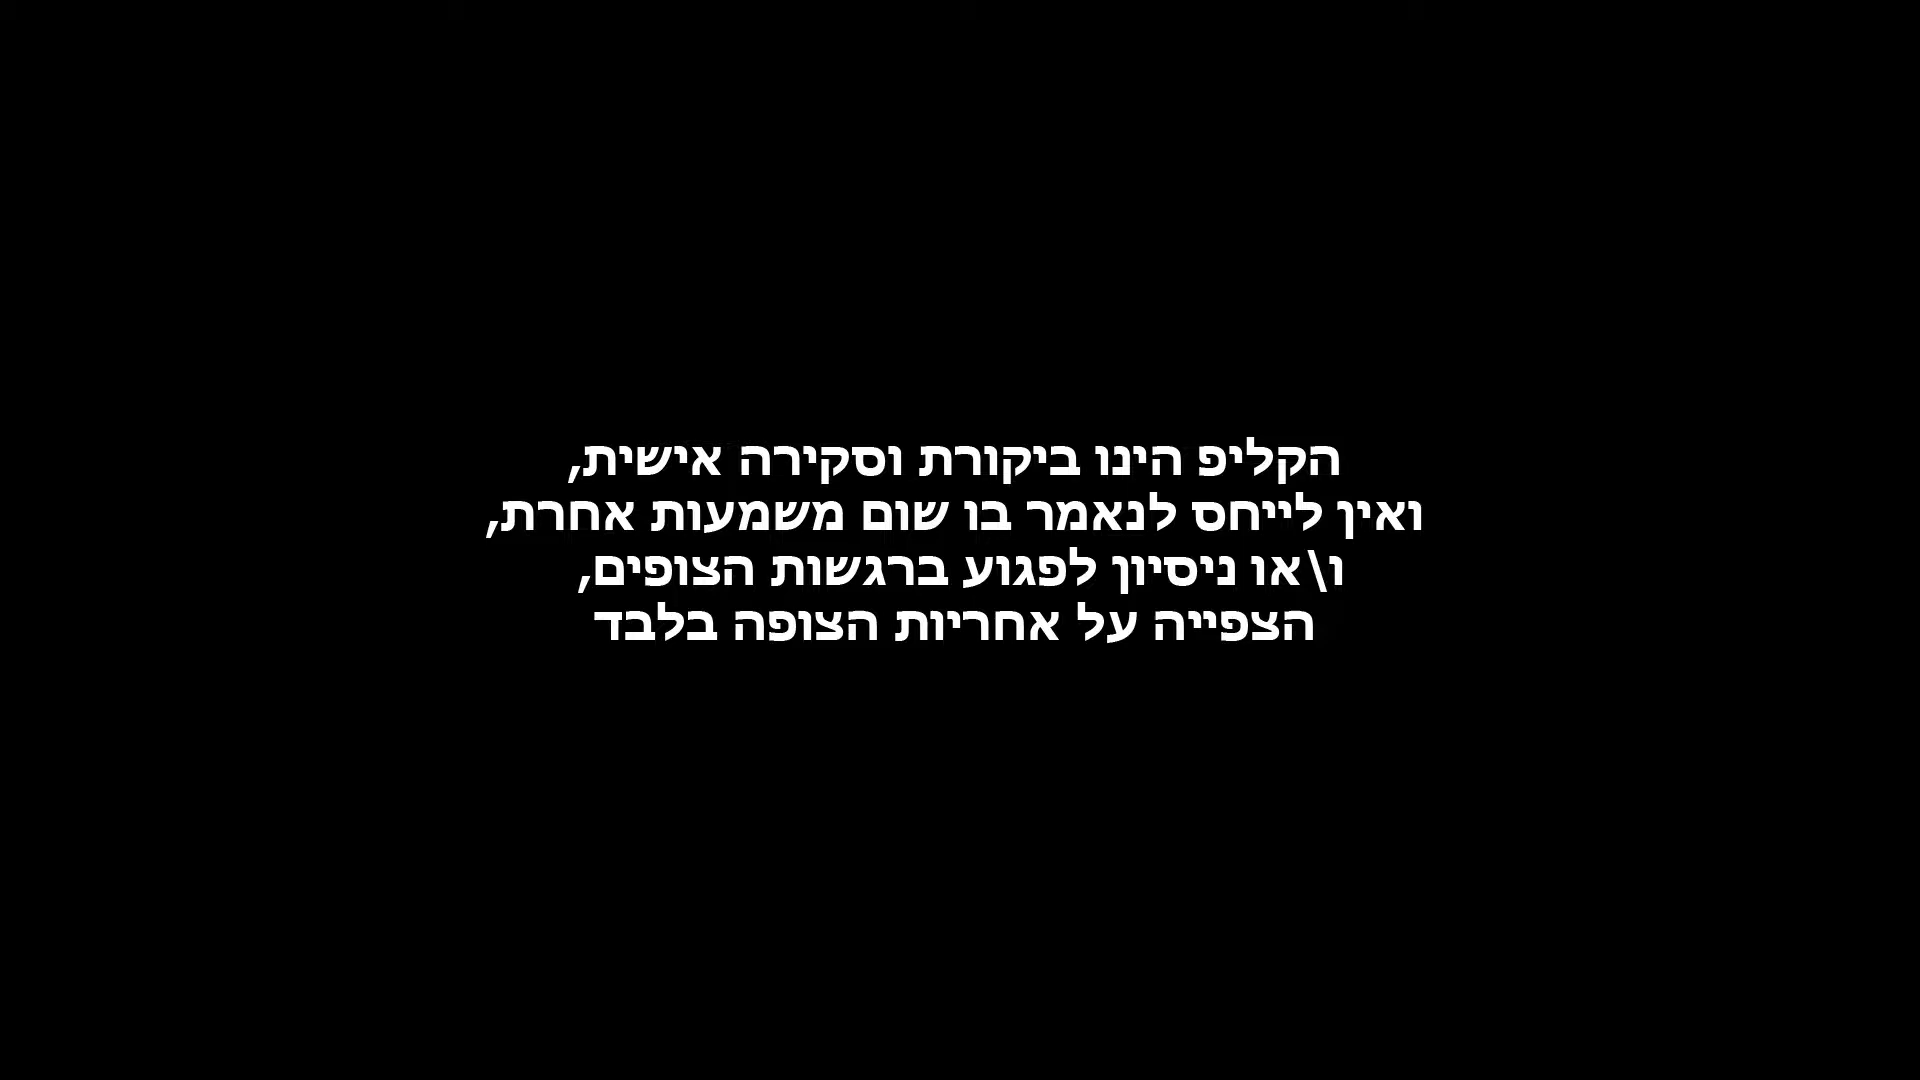 הקליפ הינו ביקורת וסקירה אישית,
ואין לייחס לנאמר בו שום משמעות אחרת,
ו\או ניסיון לפגוע ברגשות הצופים,
הצפייה על אחריות הצופה בלבד